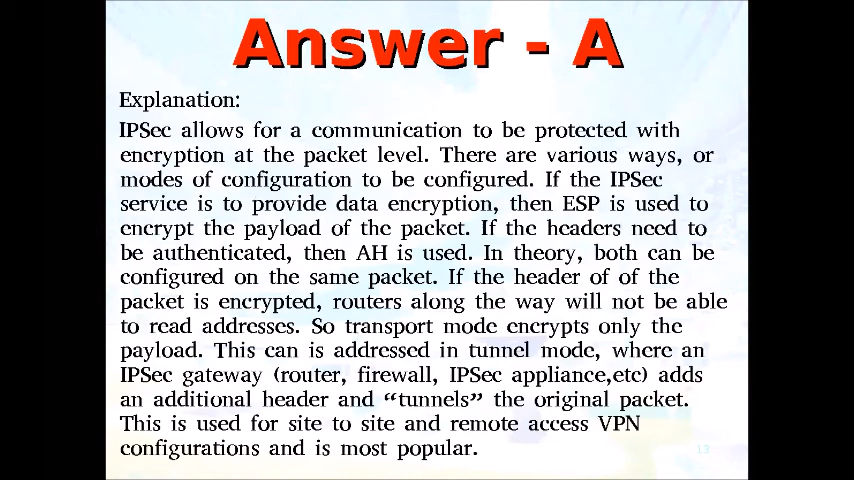 Answer - A
Explanation:
IPSec allows for a communication to be protected with
encryption at the packet level. There are various ways, or
modes of configuration to be configured. If the IPSec
service is to provide data encryption, then ESP is used to
encrypt the payload of the packet. If the headers need to
be authenticated, then AH is used. In theory, both can be
configured on the same packet. If the header of of the
packet is encrypted, routers along the way will not be able
to read addresses. So transport mode encrypts only the
payload. This can is addressed in tunnel mode, where an
IPSec gateway (router, firewall, IPSec appliance,etc) adds
an additional header and “tunnels” the original packet.
This is used for site to site and remote access VPN
configurations and is most popular.
13